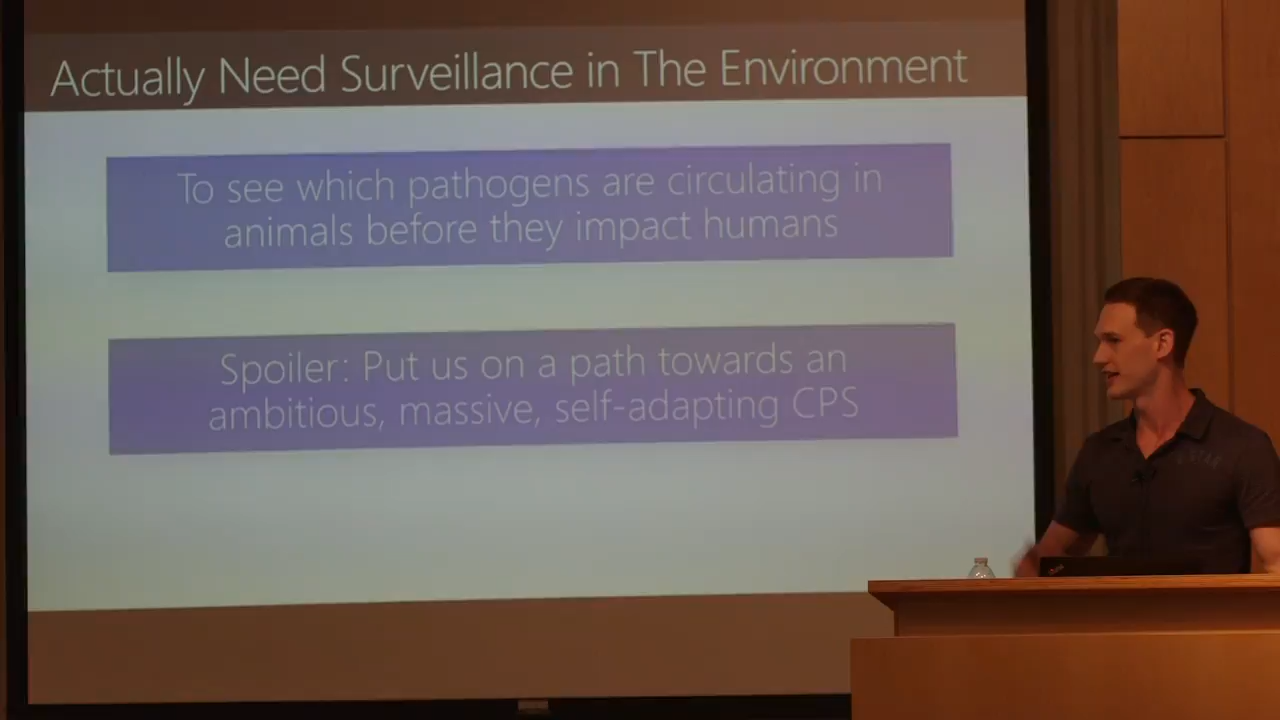 Actually Need Surveillance in The Environment
To see which pathogens are circulating in
animals before they impact humans
Spoiler: Put us on a path towards an
ambitious, massive, self-adapting CPS